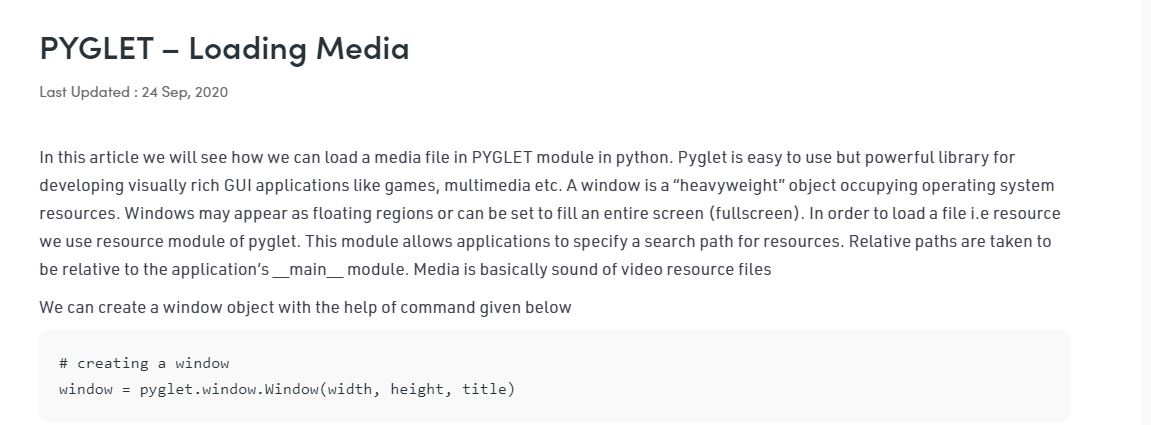 PYGLET – Loading Media
Last Updated : 24 Sep, 2020
In this article we will see how we can load a media file in PYGLET module in python. Pyglet is easy to use but powerful library for
developing visually rich GUI applications like games, multimedia etc. A window is a “heavyweight” object occupying operating system
resources. Windows may appear as floating regions or can be set to fill an entire screen (fullscreen). In order to load a file i.e resource
we use resource module of pyglet. This module allows applications to specify a search path for resources. Relative paths are taken to
be relative to the application’s __main__ module. Media is basically sound of video resource files
We can create a window object with the help of command given below
# creating a window
window = pyglet.window.Window(width, height, title)